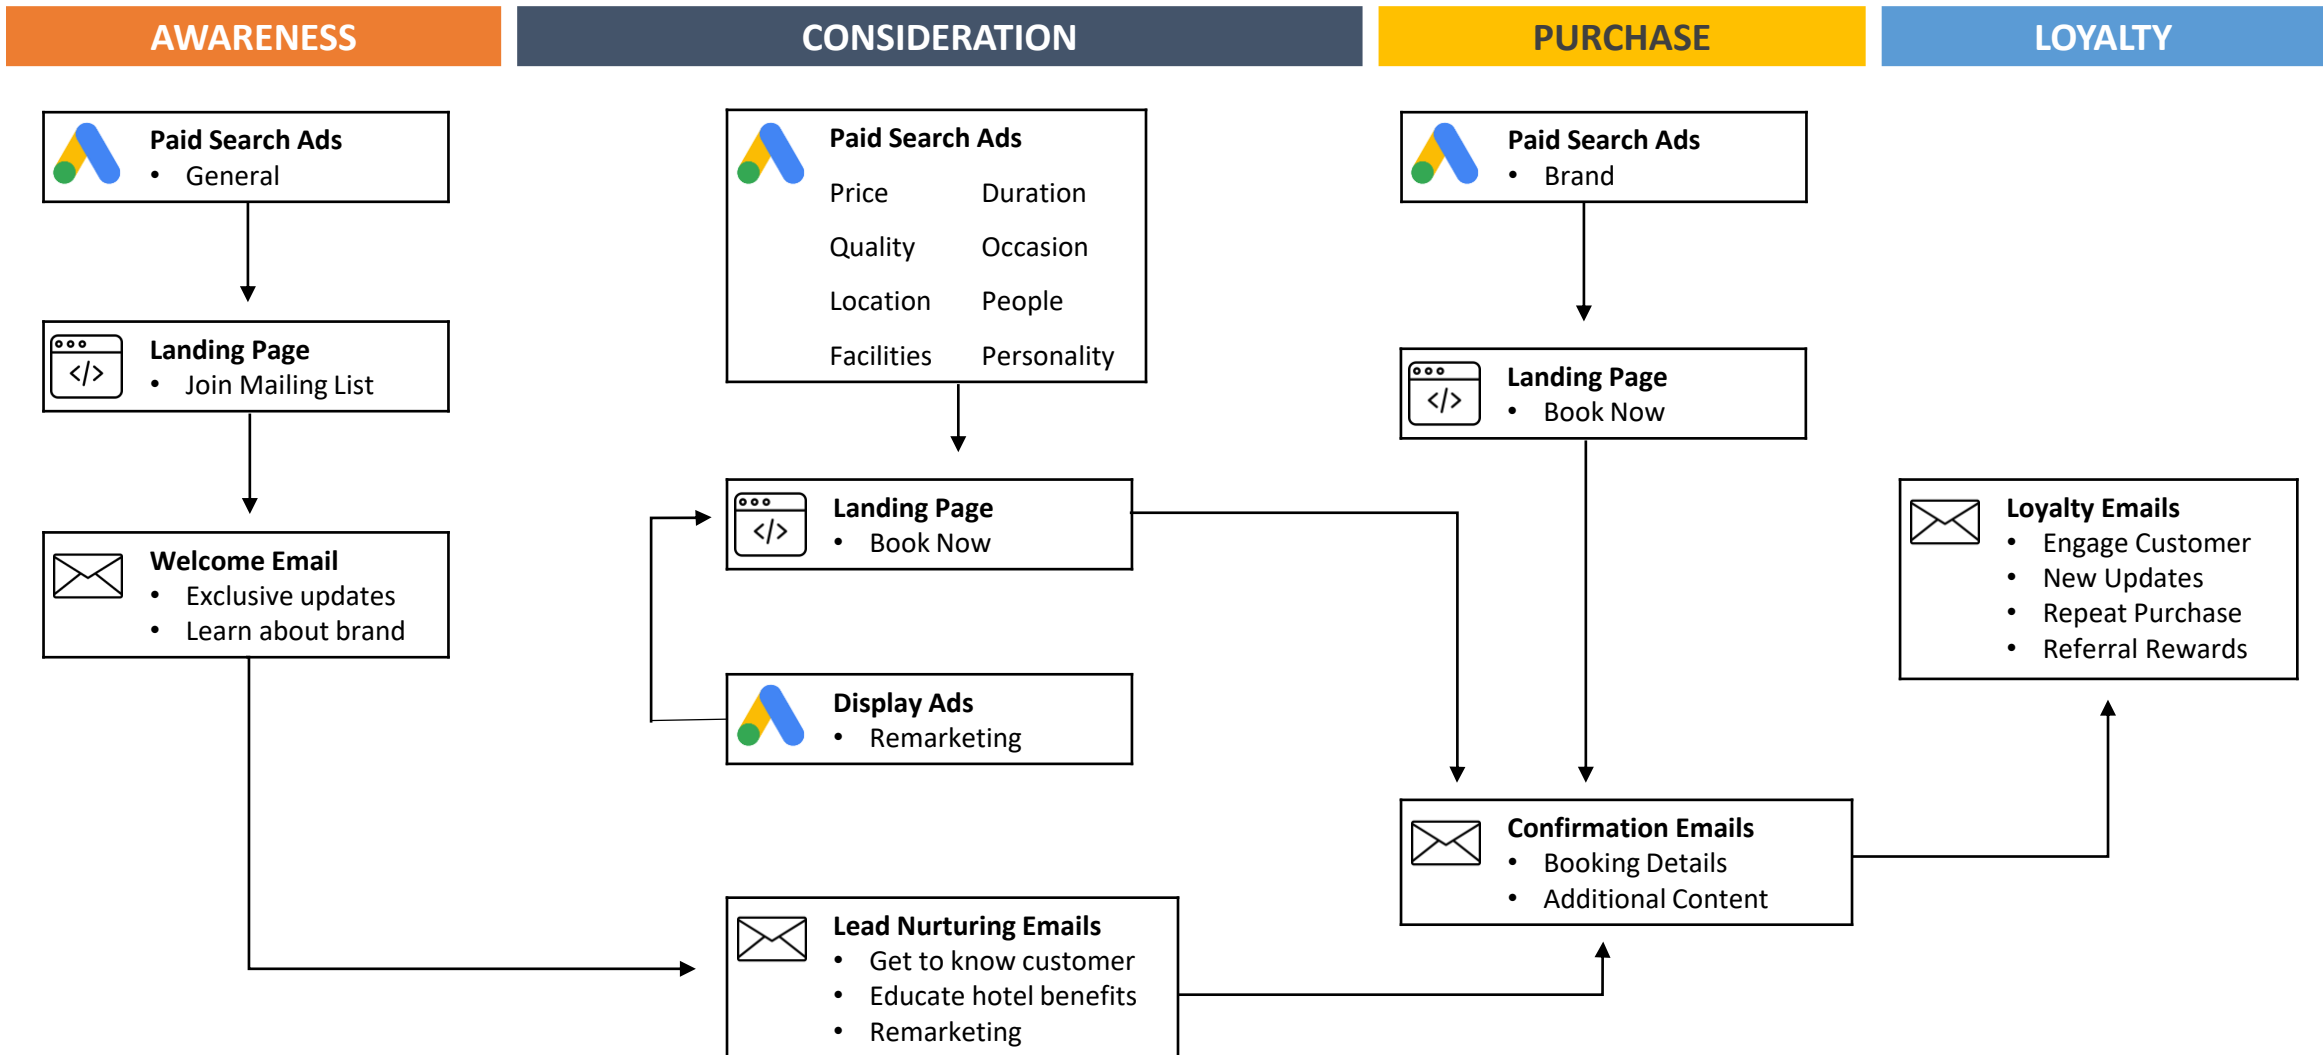 AWARENESS
CONSIDERATION
PURCHASE
LOYALTY
Paid Search Ads
• General
Landing Page
</>
• Join Mailing List
Welcome Email
• Exclusive updates
• Learn about brand
Paid Search Ads
Price Duration
Quality Occasion
Location People
Facilities Personality
Landing Page
</>
• Book Now
Display Ads
• Remarketing
Lead Nurturing Emails
• Get to know customer
• Educate hotel benefits
• Remarketing
Paid Search Ads
• Brand
Landing Page
</>
• Book Now
Confirmation Emails
• Booking Details
• Additional Content
Loyalty Emails
• Engage Customer
• New Updates
• Repeat Purchase
• Referral Rewards